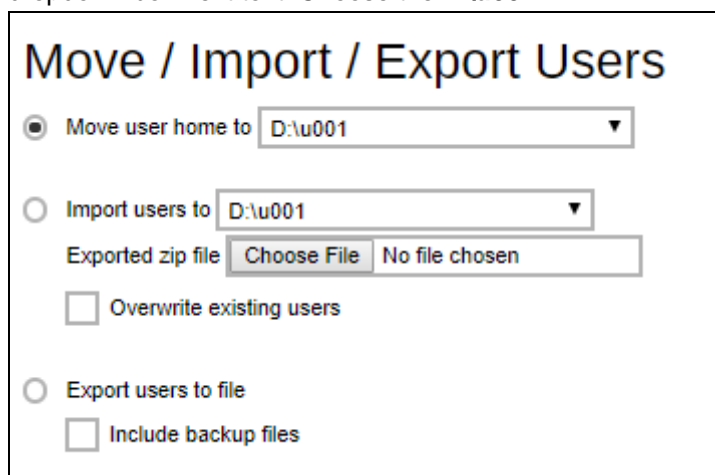 Move / Import / Export Users
Move user home to D:\u001
Import users to D:\u001
Exported zip file Choose File No file chosen
Overwrite existing users
Export users to file
Include backup files